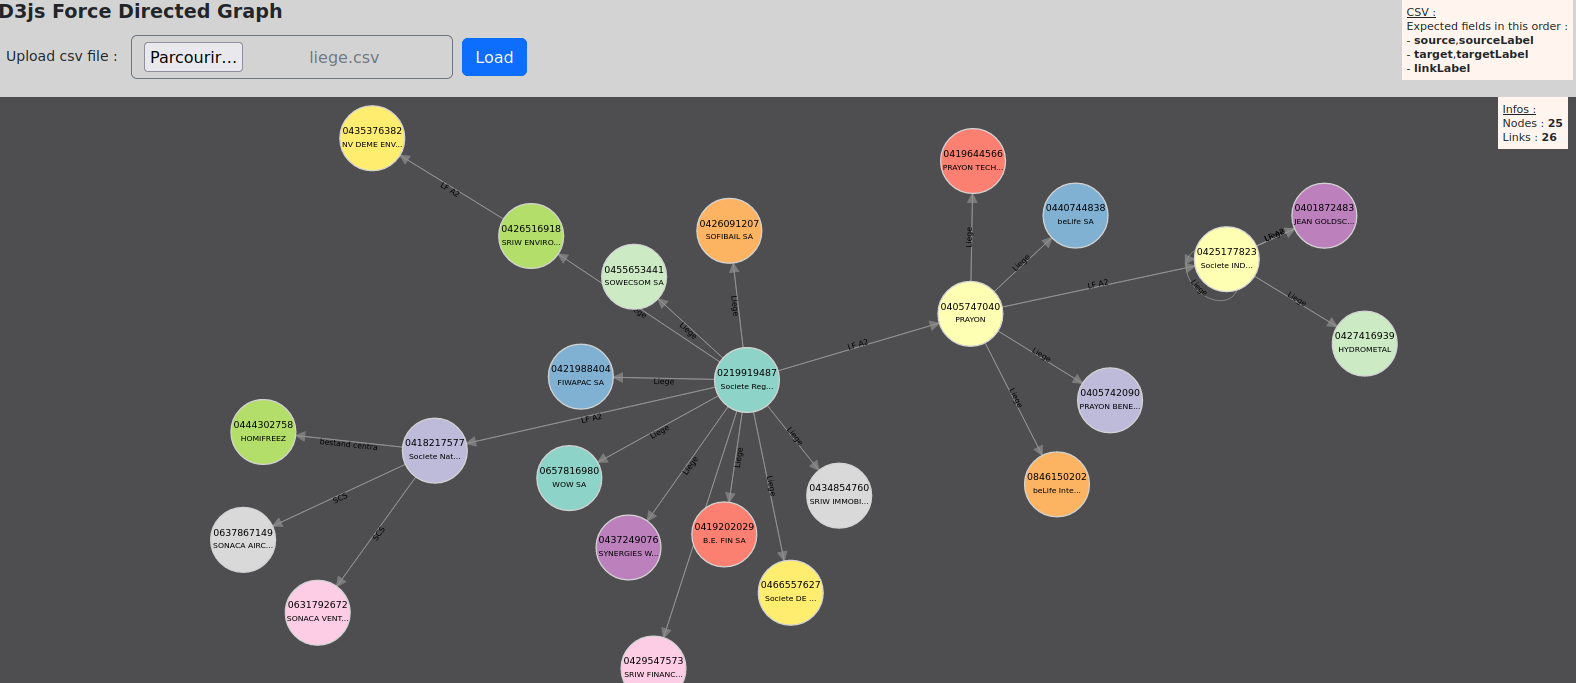 D3js Force Directed Graph
Upload csv file :
Parcourir...
liege.csv
Load
CSV :
Expected fields in this order :
- source,sourceLabel
- target,targetLabel
- linkLabel
Infos :
Nodes : 25
Links : 26
0435376382
NV DEME ENV...
LF A2
0426516918
SRIW ENVIRO...
0455653441
SOWECSOM SA
0426091207
SOFIBAIL SA
Liege
Liege
0421988404
FIWAPAC SA
Liege
0219919487
Societe Reg...
LF A2
0419644566
PRAYON TECH...
Liege
0440744838
beLife SA
Liege
0405747040
PRAYON
LF A2
0425177823
Societe IND...
Liege
0401872483
JEAN GOLDSC...
Liege
0427416939
HYDROMETAL
Liege
0405742090
PRAYON BENE...
Liege
0846150202
beLife Inte...
LF A2
0444302758
HOMIFREEZ
bestand centra
0418217577
Societe Nat...
SCS
0637867149
SONACA AIRC...
SCS
0631792672
SONACA VENT...
Liege
0657816980
WOW SA
Liege
0437249076
SYNERGIES W...
Liege
0419202029
B.E. FIN SA
Liege
0466557627
Societe DE ...
Liege
0434854760
SRIW IMMOBI...
0429547573
SRIW FINANC...